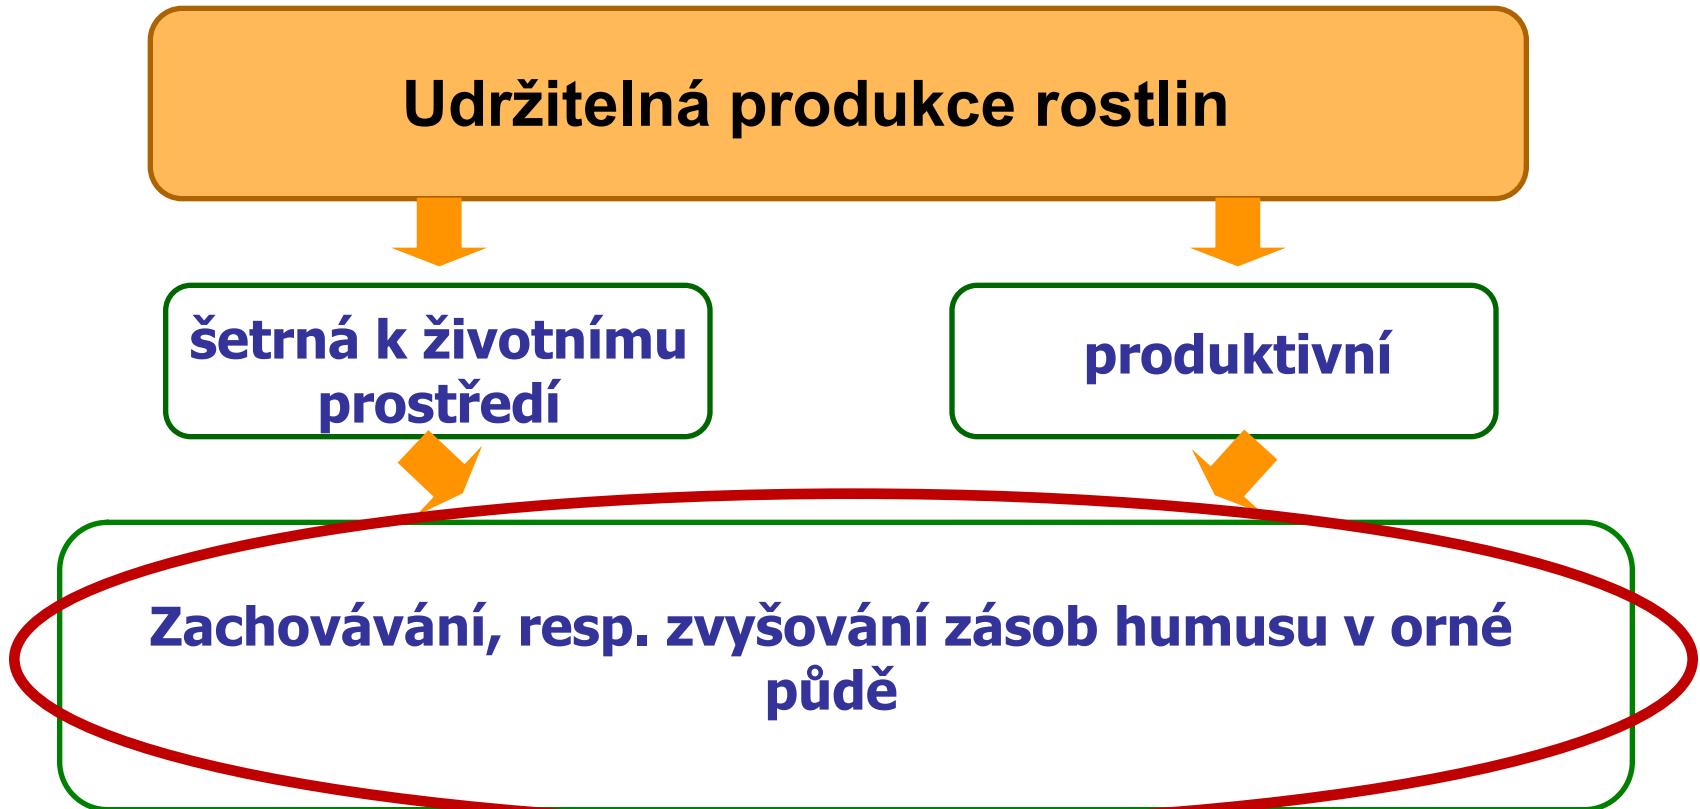 Udržitelná produkce rostlin
šetrná k životnímu
prostředí
produktivní
Zachovávání, resp. zvyšování zásob humusu v orné
půdě